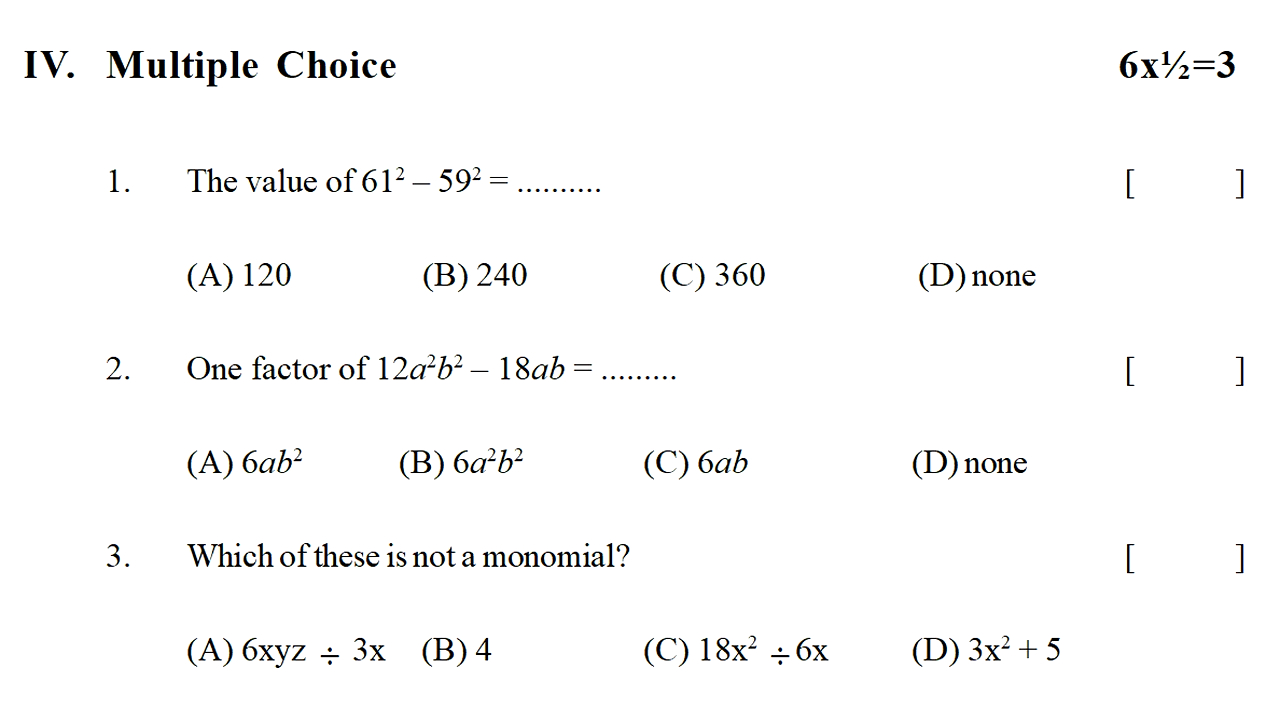 IV. Multiple Choice 6x½=3
1. The value of 61² – 59² = .......... [ ]
(A) 120 (B) 240 (C) 360 (D) none
2. One factor of 12a²b² – 18ab = ......... [ ]
(A) 6ab² (B) 6a²b² (C) 6ab (D) none
3. Which of these is not a monomial? [ ]
(A) 6xyz ÷ 3x (B) 4 (C) 18x² ÷ 6x (D) 3x² + 5